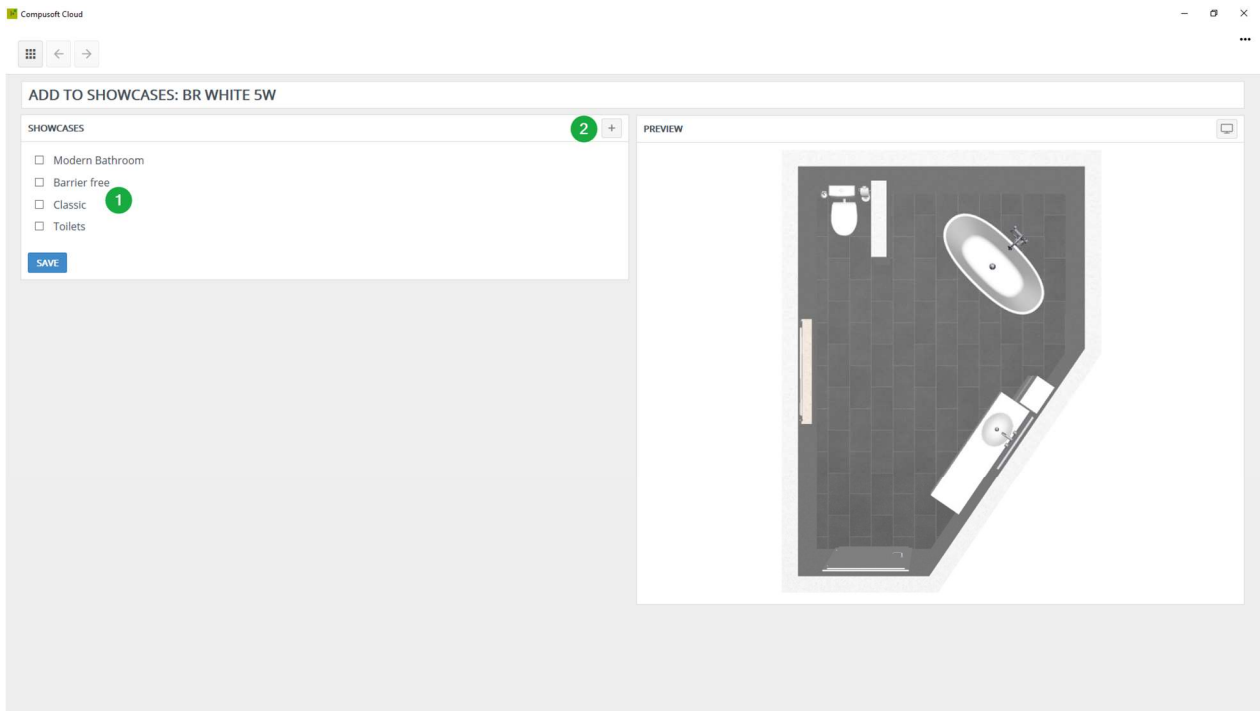 Compusoft Cloud
ADD TO SHOWCASES: BR WHITE 5W
SHOWCASES
2
+
Modern Bathroom
Barrier free
1
Classic
Toilets
SAVE
PREVIEW